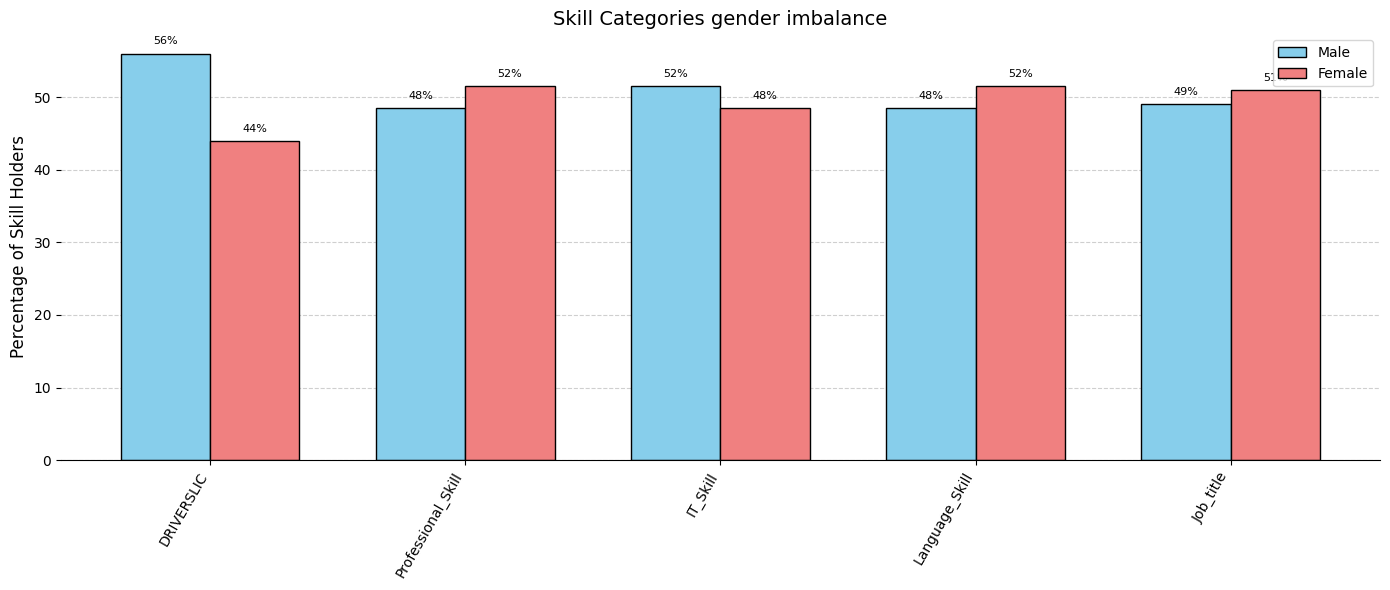 Skill Categories gender imbalance
Male
Female
Percentage of Skill Holders
50
40
30
20
10
0
56%
44%
48%
52%
52%
48%
48%
52%
49%
DRIVERSLIC
Professional_Skill
IT_Skill
Language_Skill
Job_title